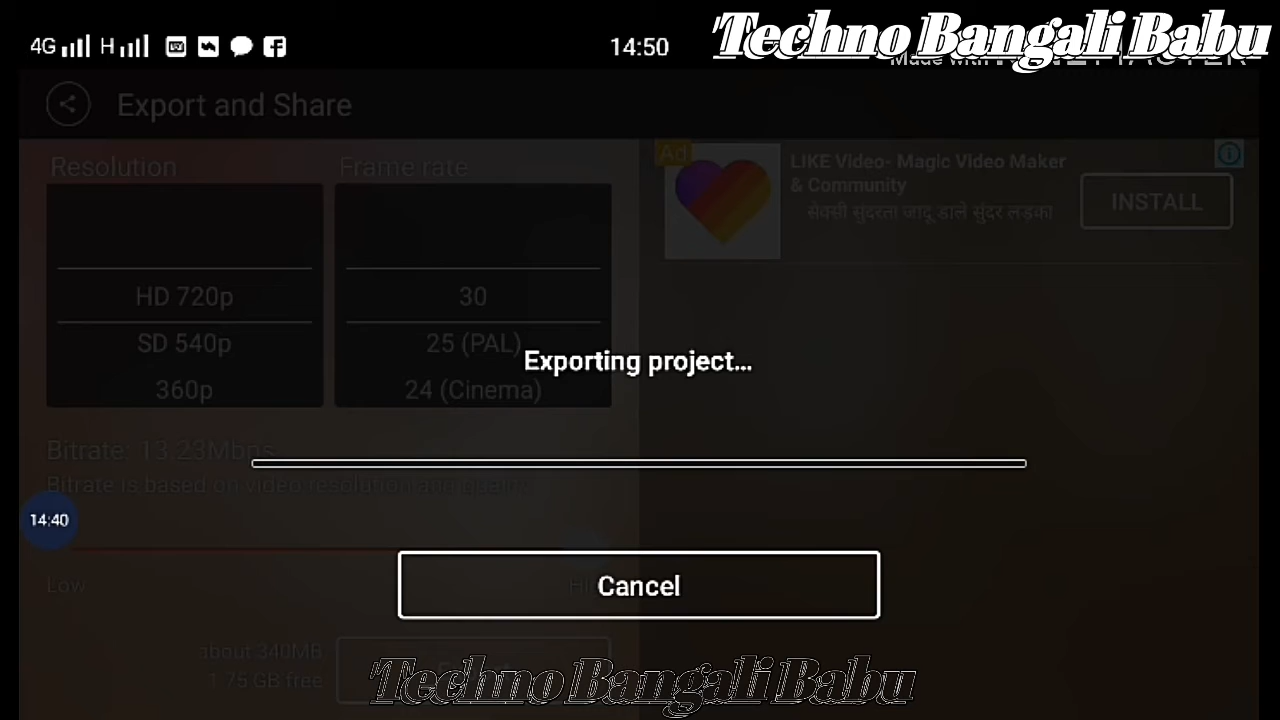 4G H 14:50
Techno Bangali Babu
Made with
Export and Share
Resolution
Frame rate
HD 720p
SD 540p
360p
30
25 (PAL)
24 (Cinema)
Ad
LIKE Video- Magic Video Maker
& Community
सेक्सी सुंदरता जादू डाले सुंदर लड़का
INSTALL
Exporting project...
Bitrate: 13.23Mbps
Bitrate is based on video resolution and quality.
14:40
Low
Cancel
about 340MB
1.75 GB free
Techno Bangali Babu